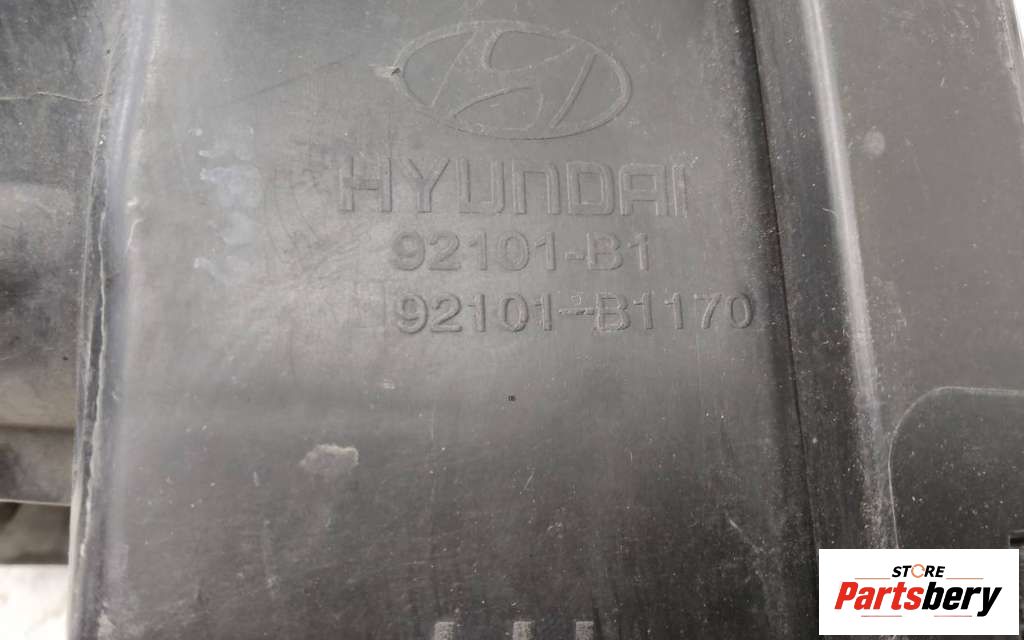 HYUNDAI
92101-B1
92101-B1170
STORE
Partsbery